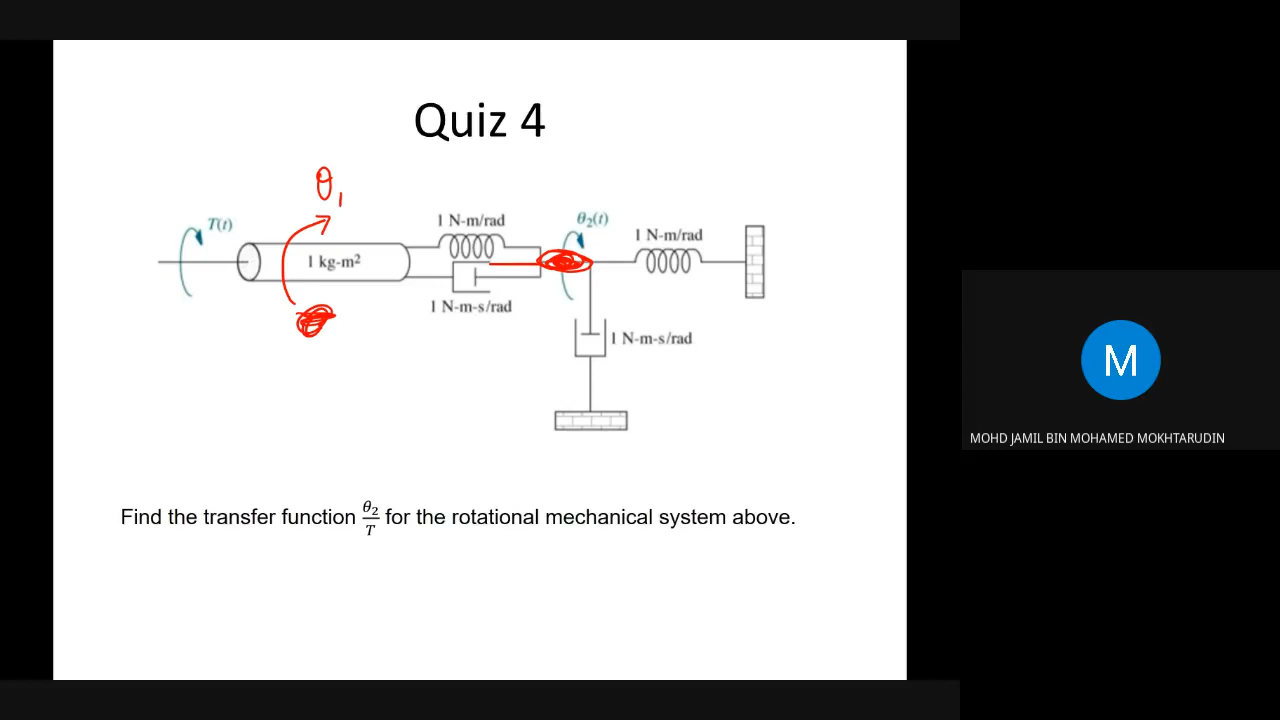 Quiz 4
θ₁
T(t)
1 kg-m²
1 N-m/rad
1 N-m-s/rad
θ₂(t)
1 N-m/rad
1 N-m-s/rad
Find the transfer function θ₂/T for the rotational mechanical system above.
M
MOHD JAMIL BIN MOHAMED MOKHTARUDIN